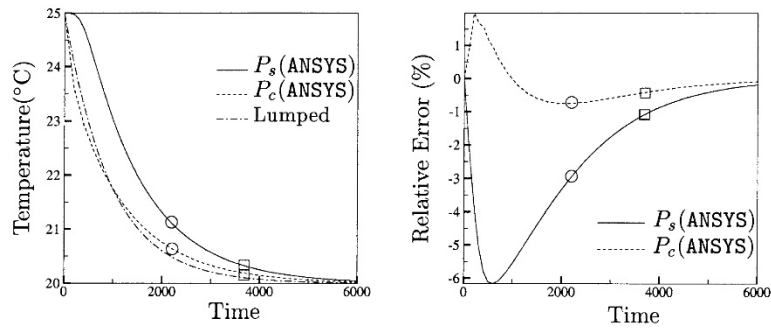 25
24
23
22
21
20
0
2000
4000
6000
Temperature(°C)
Time
P_s(ANSYS)
P_c(ANSYS)
Lumped
1
0
-1
-2
-3
-4
-5
-6
0
2000
4000
6000
Relative Error (%)
Time
P_s(ANSYS)
P_c(ANSYS)